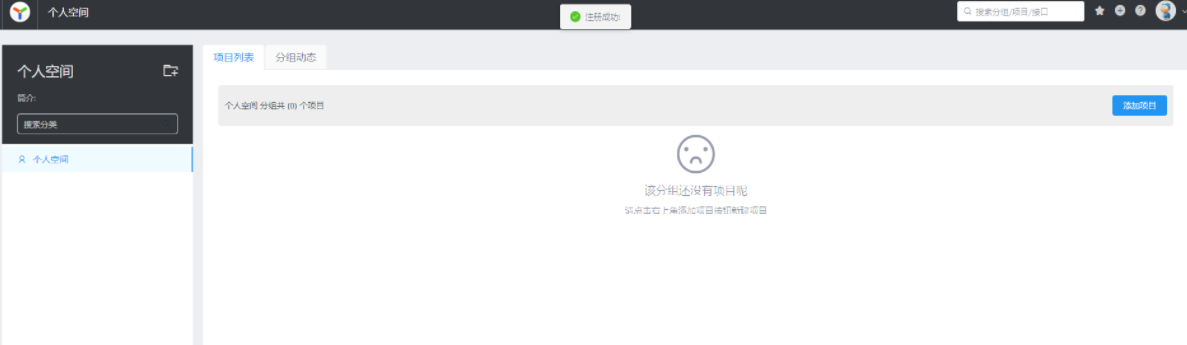 个人空间
注册成功!
搜索分组/项目/接口
个人空间
简介:
搜索分类
个人空间
项目列表
分组动态
个人空间 分组共 (0) 个项目
添加项目
该分组还没有项目呢
请点击右上角添加项目按钮新建项目